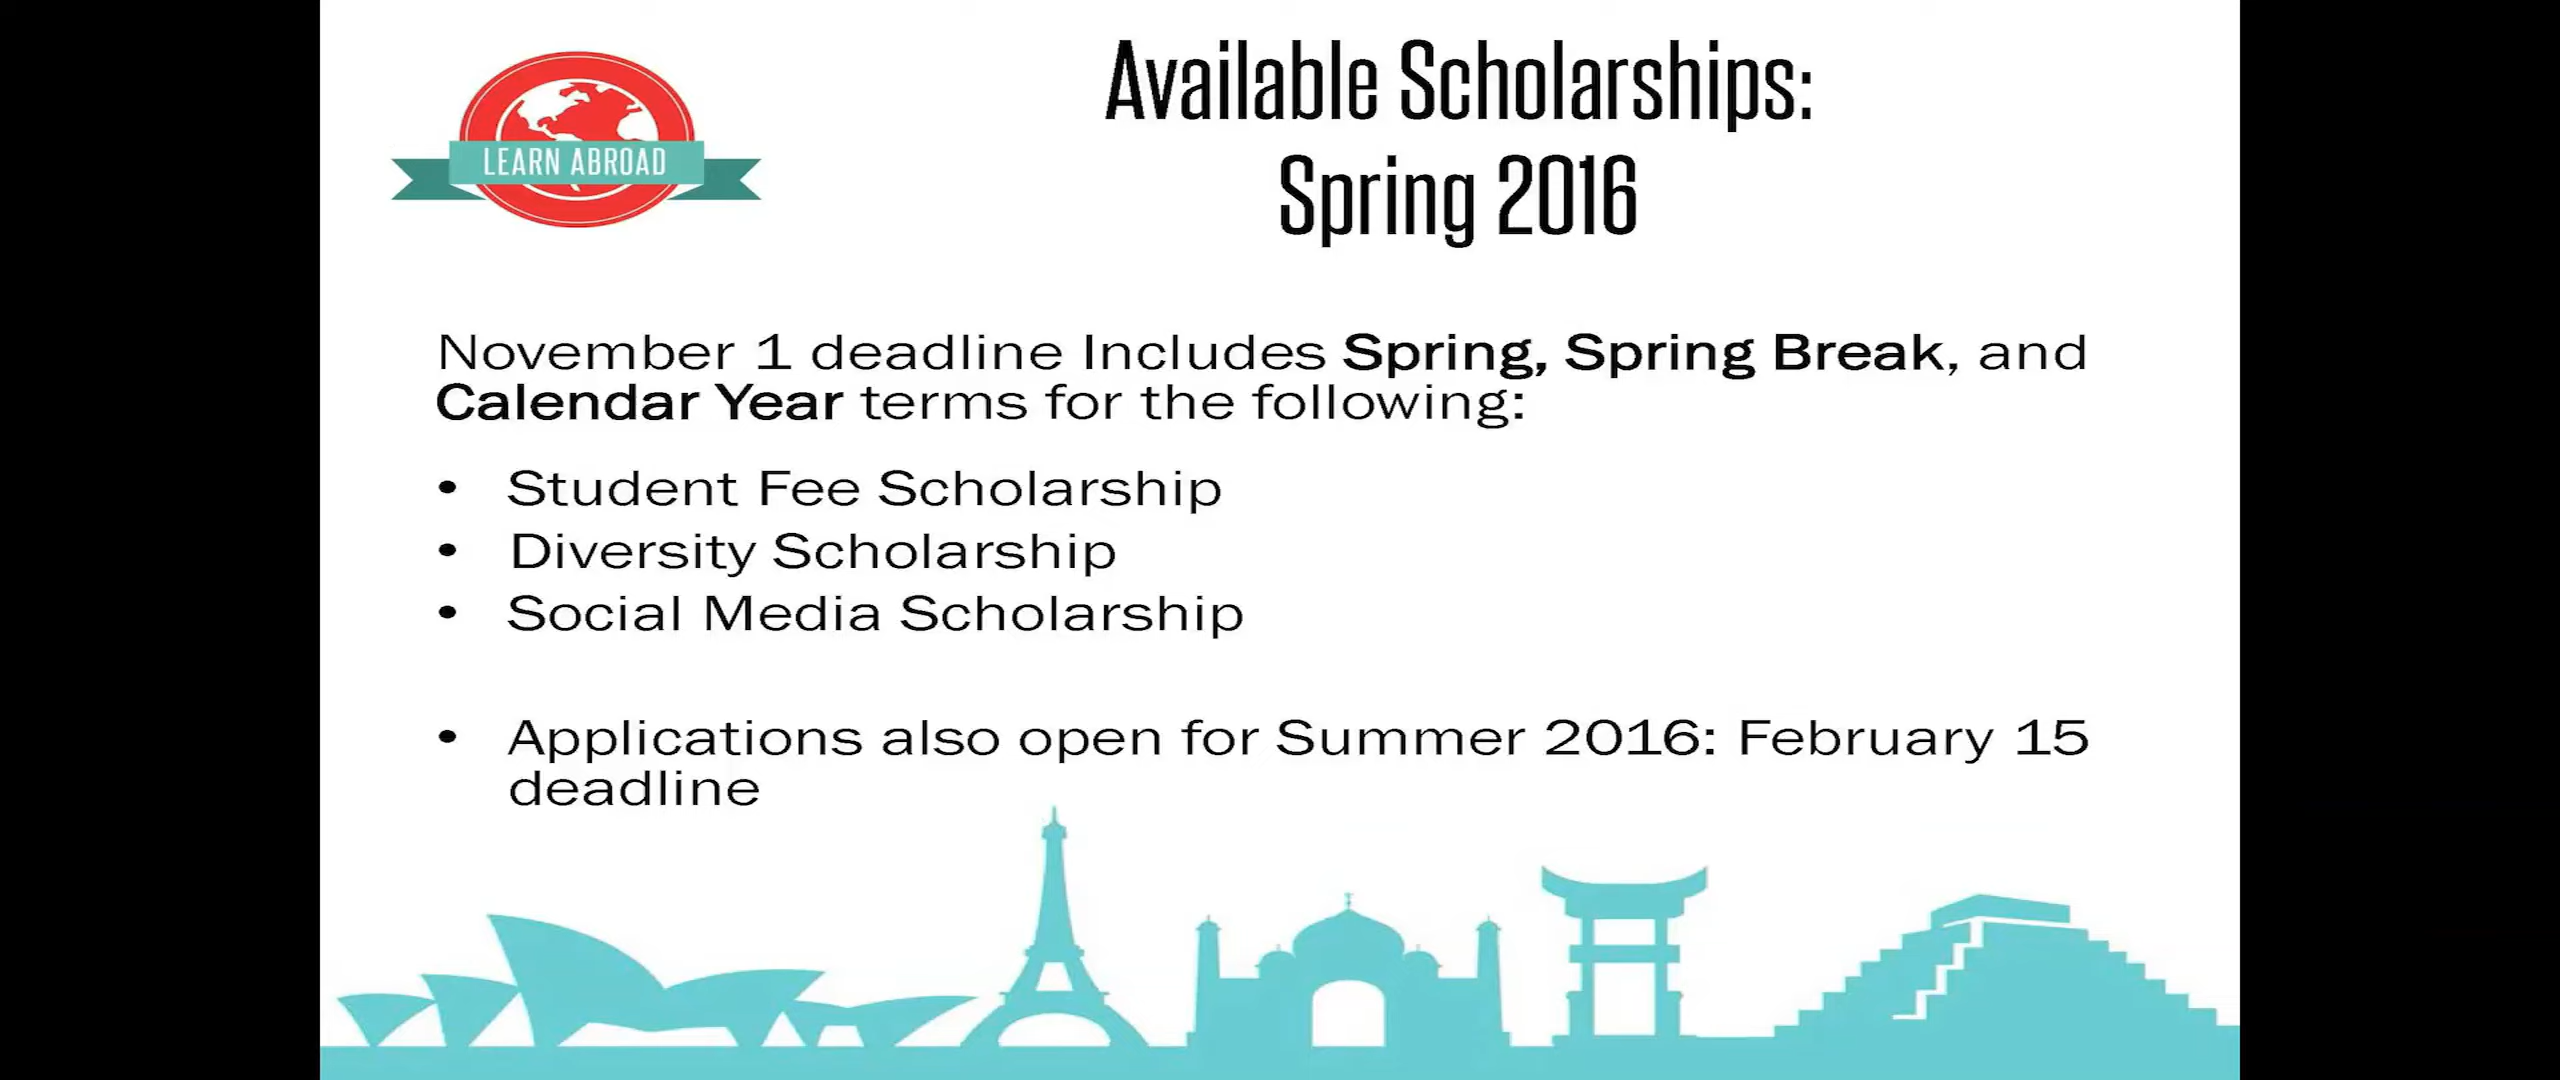 LEARN ABROAD
Available Scholarships:
Spring 2016
November 1 deadline Includes Spring, Spring Break, and
Calendar Year terms for the following:
• Student Fee Scholarship
• Diversity Scholarship
• Social Media Scholarship
• Applications also open for Summer 2016: February 15
deadline